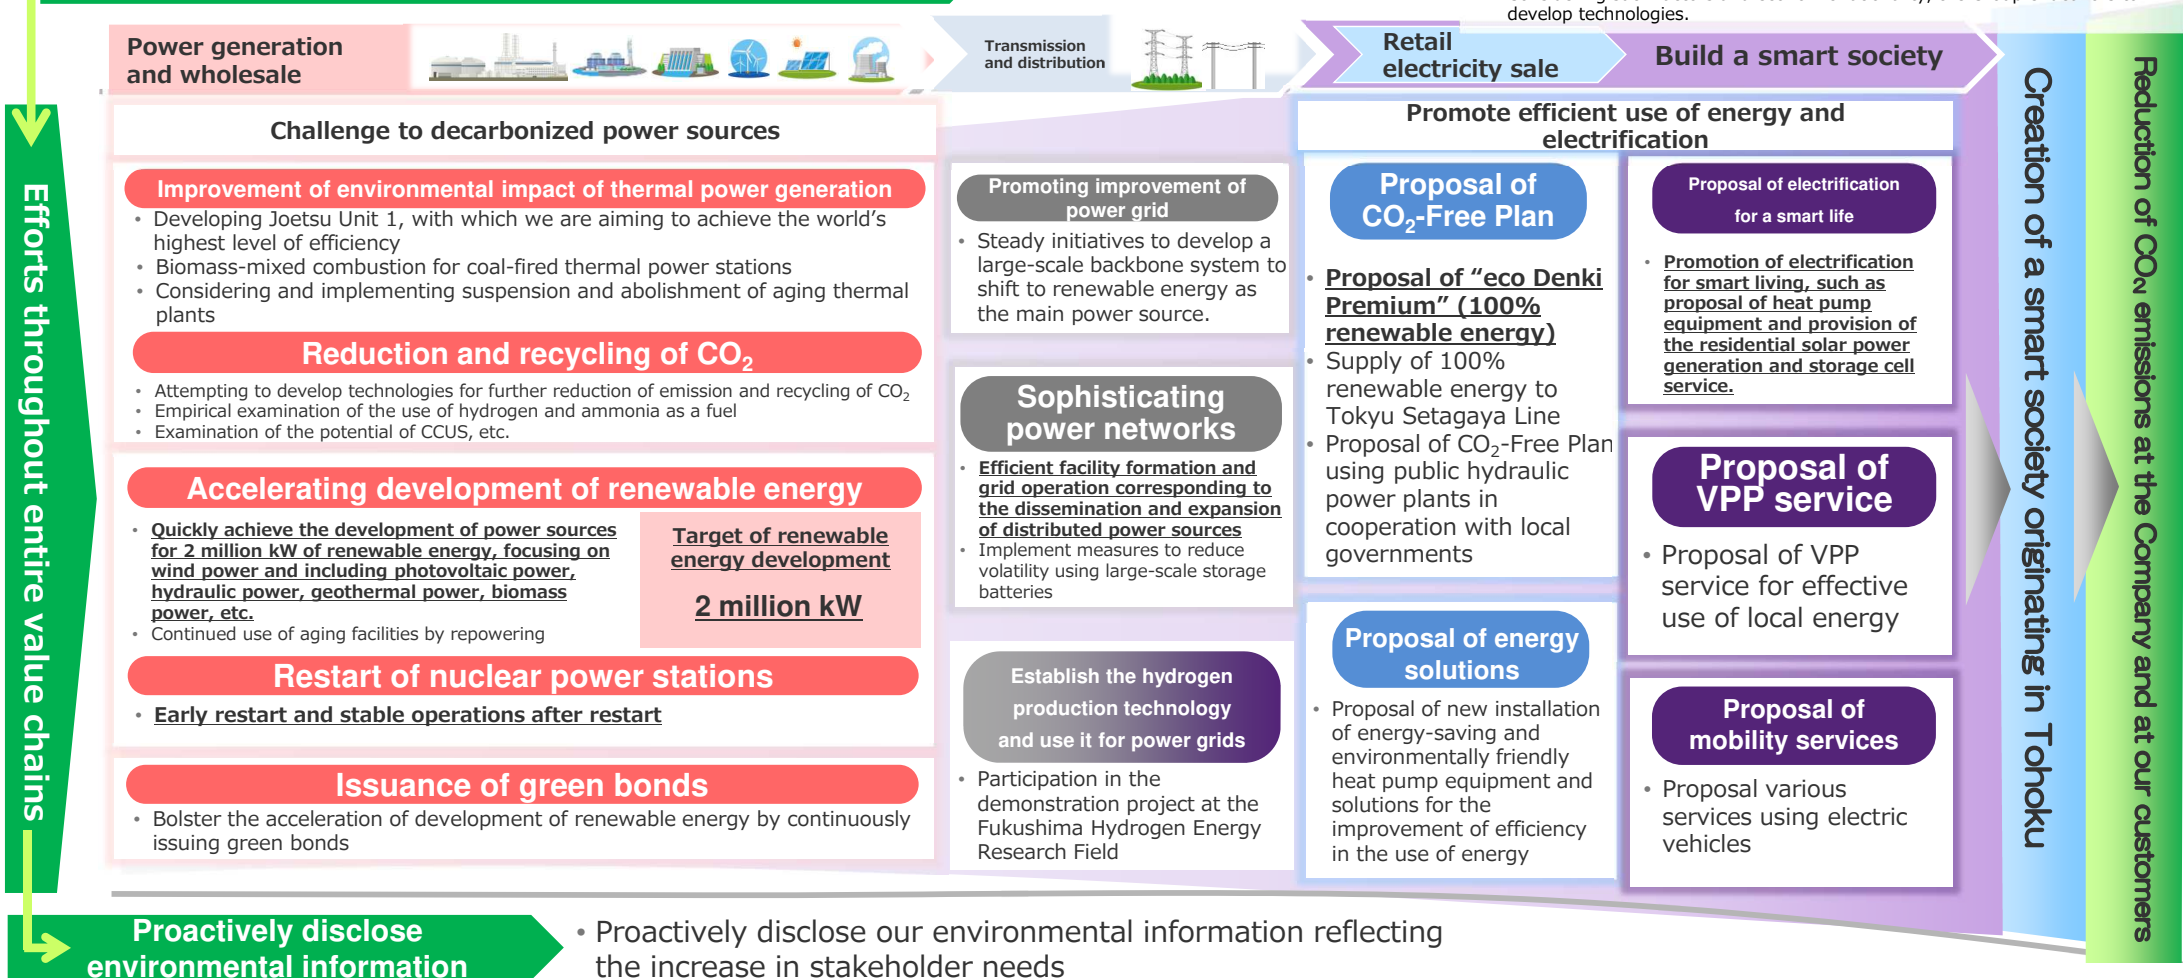 develop technologies.
Power generation
and wholesale
Transmission
and distribution
Retail
electricity sale
Build a smart society
Challenge to decarbonized power sources
Improvement of environmental impact of thermal power generation
• Developing Joetsu Unit 1, with which we are aiming to achieve the world’s
highest level of efficiency
• Biomass-mixed combustion for coal-fired thermal power stations
• Considering and implementing suspension and abolishment of aging thermal
plants
Reduction and recycling of CO2
• Attempting to develop technologies for further reduction of emission and recycling of CO2
• Empirical examination of the use of hydrogen and ammonia as a fuel
• Examination of the potential of CCUS, etc.
Accelerating development of renewable energy
• Quickly achieve the development of power sources
for 2 million kW of renewable energy, focusing on
wind power and including photovoltaic power,
hydraulic power, geothermal power, biomass
power, etc.
• Continued use of aging facilities by repowering
Target of renewable
energy development
2 million kW
Restart of nuclear power stations
• Early restart and stable operations after restart
Issuance of green bonds
• Bolster the acceleration of development of renewable energy by continuously
issuing green bonds
Promoting improvement of
power grid
• Steady initiatives to develop a
large-scale backbone system to
shift to renewable energy as
the main power source.
Sophisticating
power networks
• Efficient facility formation and
grid operation corresponding to
the dissemination and expansion
of distributed power sources
• Implement measures to reduce
volatility using large-scale storage
batteries
Establish the hydrogen
production technology
and use it for power grids
• Participation in the
demonstration project at the
Fukushima Hydrogen Energy
Research Field
Promote efficient use of energy and
electrification
Proposal of
CO2-Free Plan
• Proposal of “eco Denki
Premium” (100%
renewable energy)
• Supply of 100%
renewable energy to
Tokyu Setagaya Line
• Proposal of CO2-Free Plan
using public hydraulic
power plants in
cooperation with local
governments
Proposal of energy
solutions
• Proposal of new installation
of energy-saving and
environmentally friendly
heat pump equipment and
solutions for the
improvement of efficiency
in the use of energy
Proposal of electrification
for a smart life
• Promotion of electrification
for smart living, such as
proposal of heat pump
equipment and provision of
the residential solar power
generation and storage cell
service.
Proposal of
VPP service
• Proposal of VPP
service for effective
use of local energy
Proposal of
mobility services
• Proposal various
services using electric
vehicles
Efforts throughout entire value chains
Creation of a smart society originating in Tohoku
Reduction of CO2 emissions at the Company and at our customers
Proactively disclose
environmental information
• Proactively disclose our environmental information reflecting
the increase in stakeholder needs